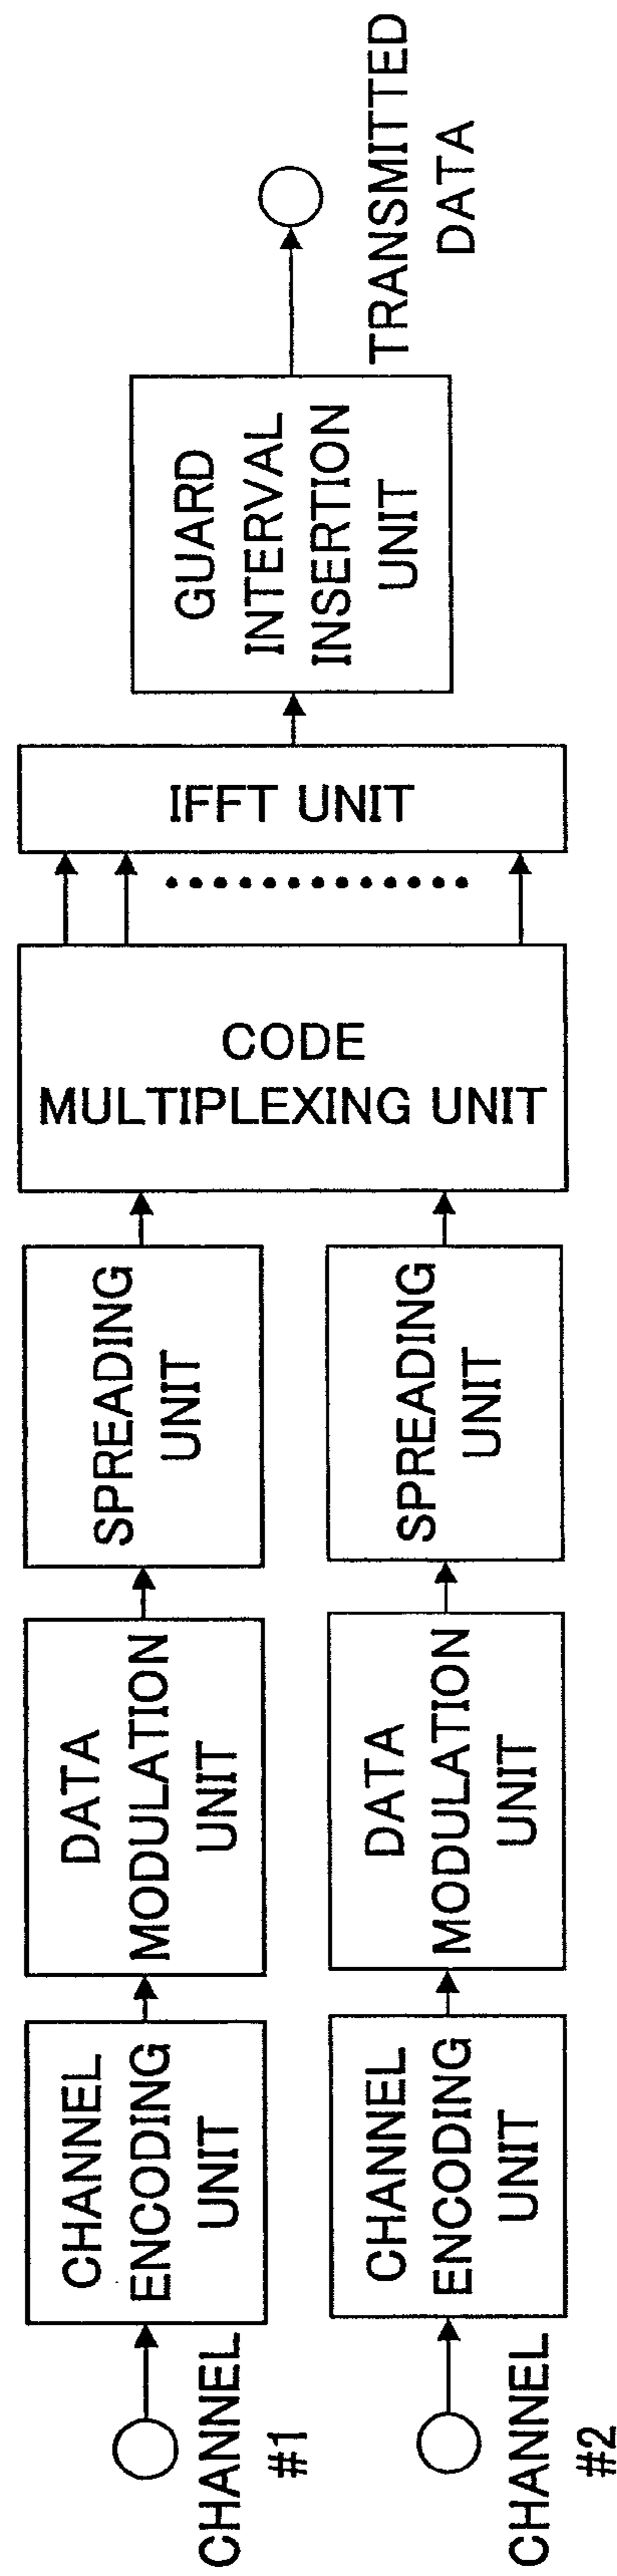 CHANNEL
#1
CHANNEL
ENCODING
UNIT
DATA
MODULATION
UNIT
SPREADING
UNIT
CHANNEL
#2
CHANNEL
ENCODING
UNIT
DATA
MODULATION
UNIT
SPREADING
UNIT
CODE
MULTIPLEXING UNIT
IFFT UNIT
GUARD
INTERVAL
INSERTION
UNIT
TRANSMITTED
DATA